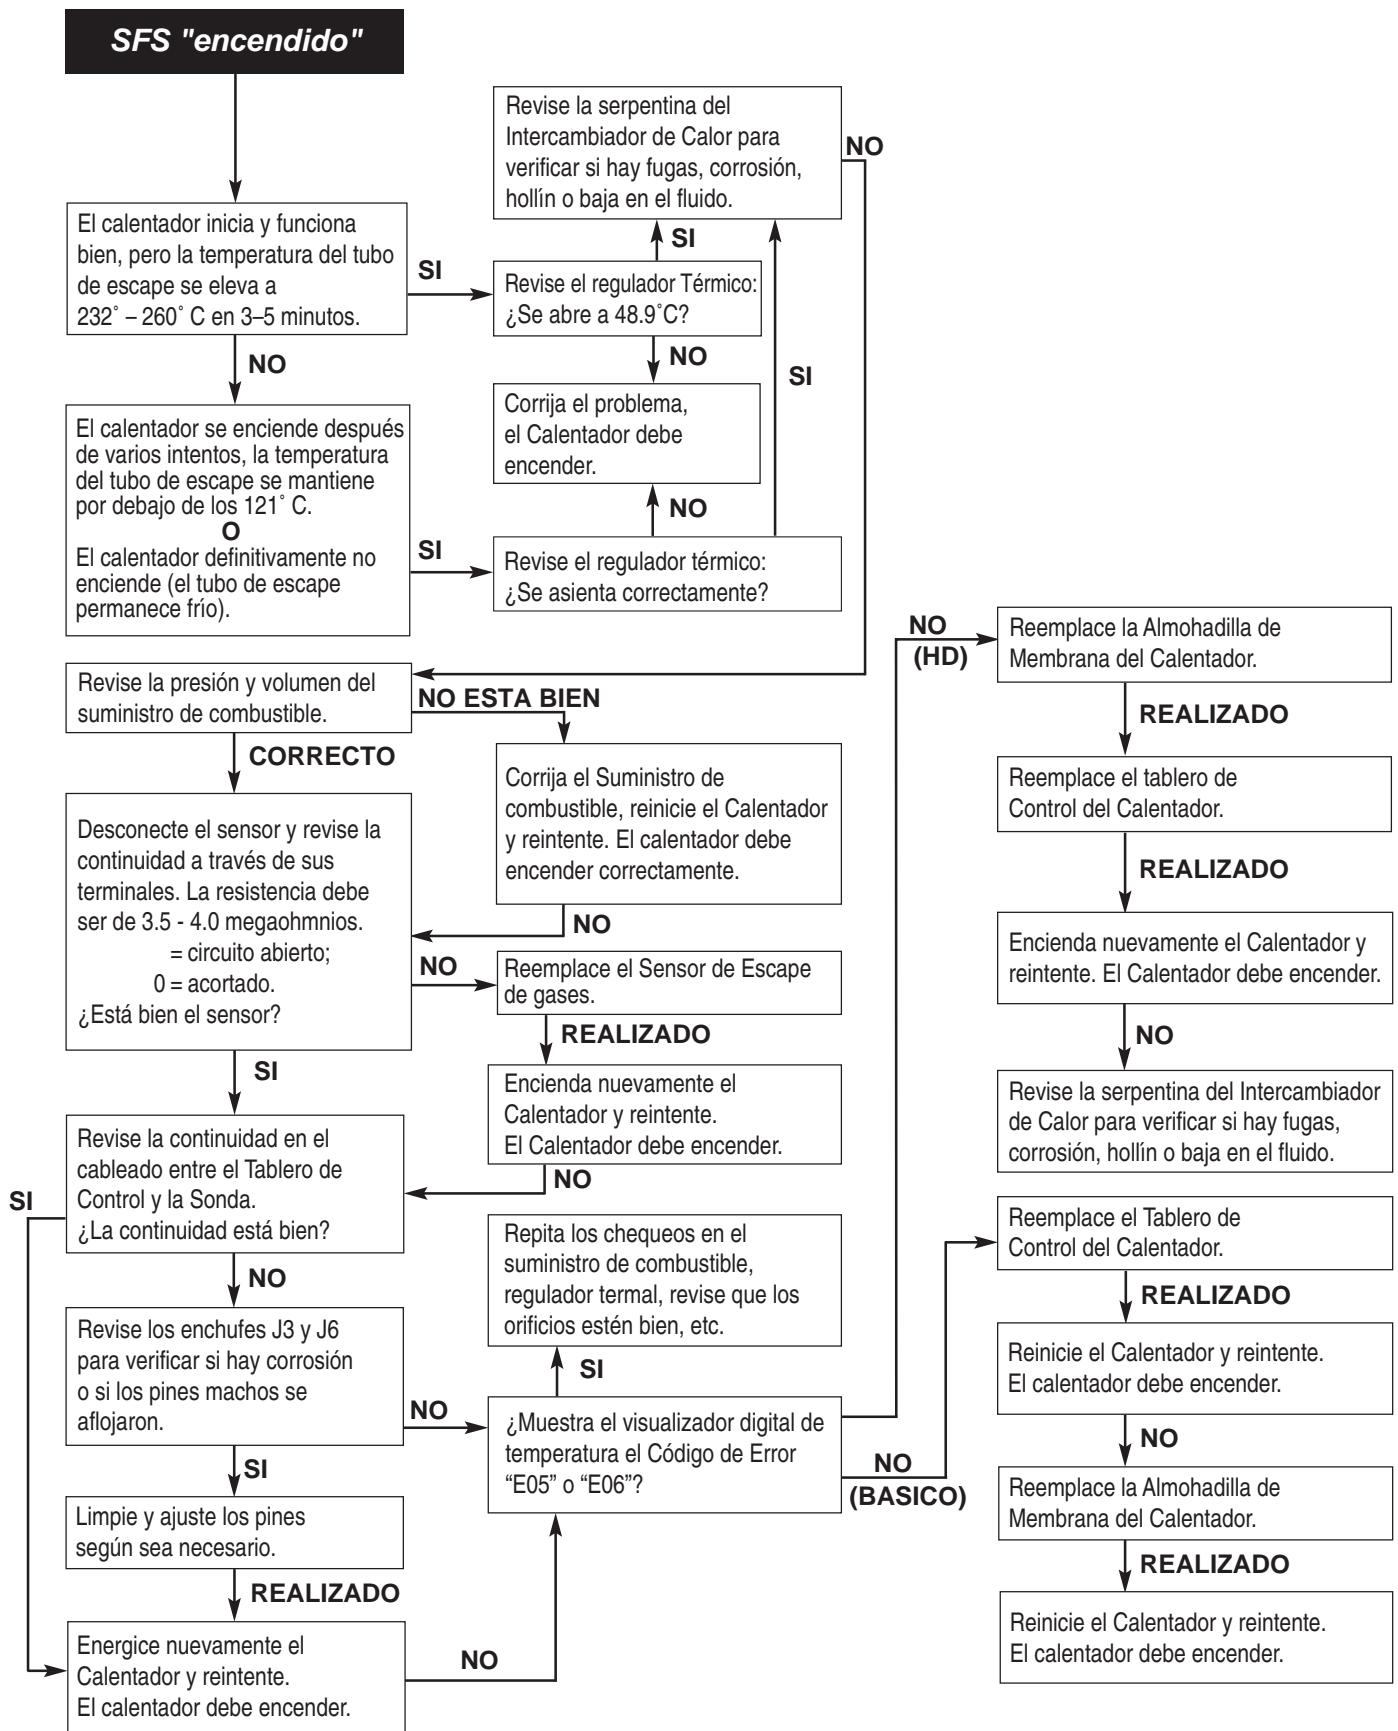 SFS "encendido"
El calentador inicia y funciona
bien, pero la temperatura del tubo
de escape se eleva a
232˚ – 260˚ C en 3–5 minutos.
SI
NO
Revise la serpentina del
Intercambiador de Calor para
verificar si hay fugas, corrosión,
hollín o baja en el fluido.
NO
SI
Revise el regulador Térmico:
¿Se abre a 48.9˚C?
NO
SI
Corrija el problema,
el Calentador debe
encender.
NO
El calentador se enciende después
de varios intentos, la temperatura
del tubo de escape se mantiene
por debajo de los 121˚ C.
O
El calentador definitivamente no
enciende (el tubo de escape
permanece frío).
SI
Revise el regulador térmico:
¿Se asienta correctamente?
Revise la presión y volumen del
suministro de combustible.
NO ESTA BIEN
CORRECTO
Corrija el Suministro de
combustible, reinicie el Calentador
y reintente. El calentador debe
encender correctamente.
NO
Desconecte el sensor y revise la
continuidad a través de sus
terminales. La resistencia debe
ser de 3.5 - 4.0 megaohmnios.
= circuito abierto;
0 = acortado.
¿Está bien el sensor?
NO
Reemplace el Sensor de Escape
de gases.
REALIZADO
SI
Encienda nuevamente el
Calentador y reintente.
El Calentador debe encender.
NO
Revise la continuidad en el
cableado entre el Tablero de
Control y la Sonda.
¿La continuidad está bien?
SI
NO
Revise los enchufes J3 y J6
para verificar si hay corrosión
o si los pines machos se
aflojaron.
NO
SI
Limpie y ajuste los pines
según sea necesario.
REALIZADO
Energice nuevamente el
Calentador y reintente.
El calentador debe encender.
NO
Repita los chequeos en el
suministro de combustible,
regulador termal, revise que los
orificios estén bien, etc.
SI
¿Muestra el visualizador digital de
temperatura el Código de Error
“E05” o “E06”?
NO
(HD)
NO
(BASICO)
Reemplace la Almohadilla de
Membrana del Calentador.
REALIZADO
Reemplace el tablero de
Control del Calentador.
REALIZADO
Encienda nuevamente el Calentador y
reintente. El Calentador debe encender.
NO
Revise la serpentina del Intercambiador
de Calor para verificar si hay fugas,
corrosión, hollín o baja en el fluido.
Reemplace el Tablero de
Control del Calentador.
REALIZADO
Reinicie el Calentador y reintente.
El calentador debe encender.
NO
Reemplace la Almohadilla de
Membrana del Calentador.
REALIZADO
Reinicie el Calentador y reintente.
El calentador debe encender.